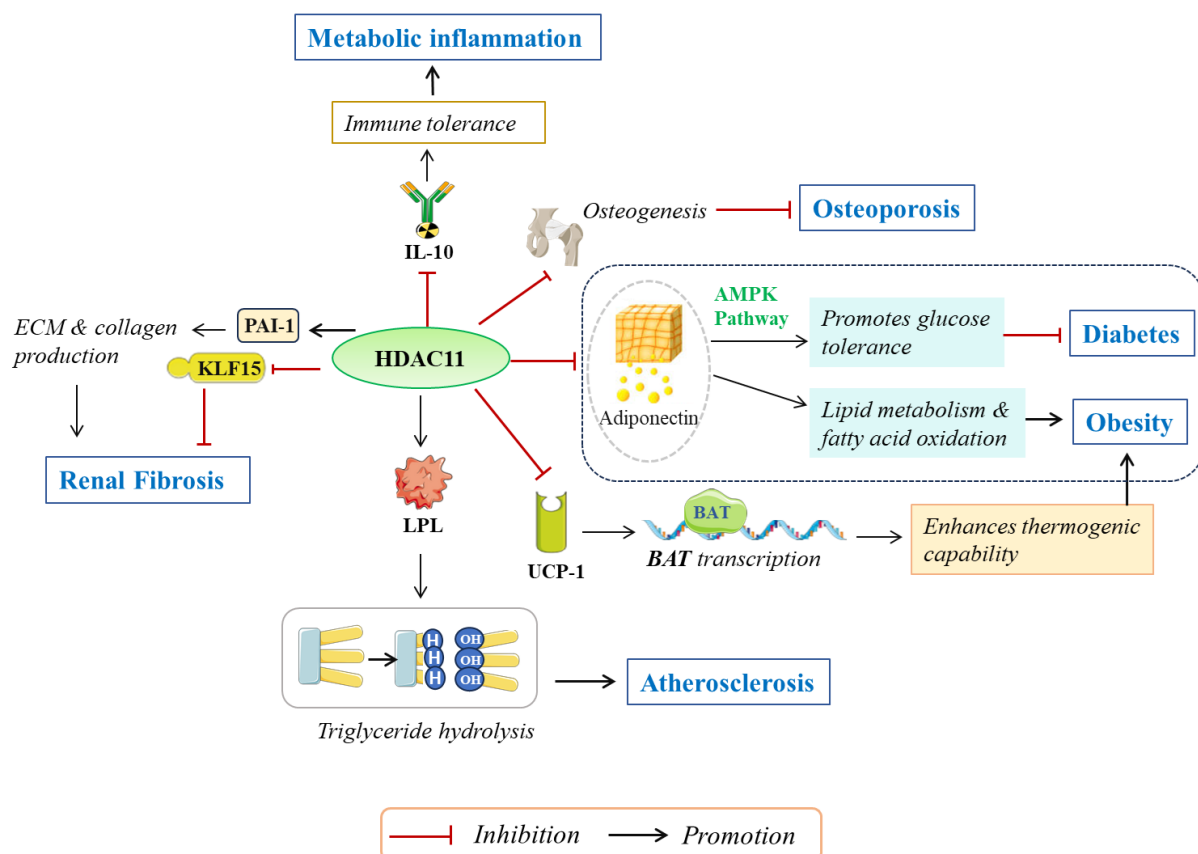 Metabolic inflammation
Immune tolerance
IL-10
Osteogenesis
Osteoporosis
ECM & collagen
production
PAI-1
KLF15
HDAC11
Renal Fibrosis
Adiponectin
AMPK
Pathway
Promotes glucose
tolerance
Diabetes
Lipid metabolism &
fatty acid oxidation
Obesity
LPL
UCP-1
BAT
BAT transcription
Enhances thermogenic
capability
H
H
H
OH
OH
OH
Triglyceride hydrolysis
Atherosclerosis
Inhibition
Promotion